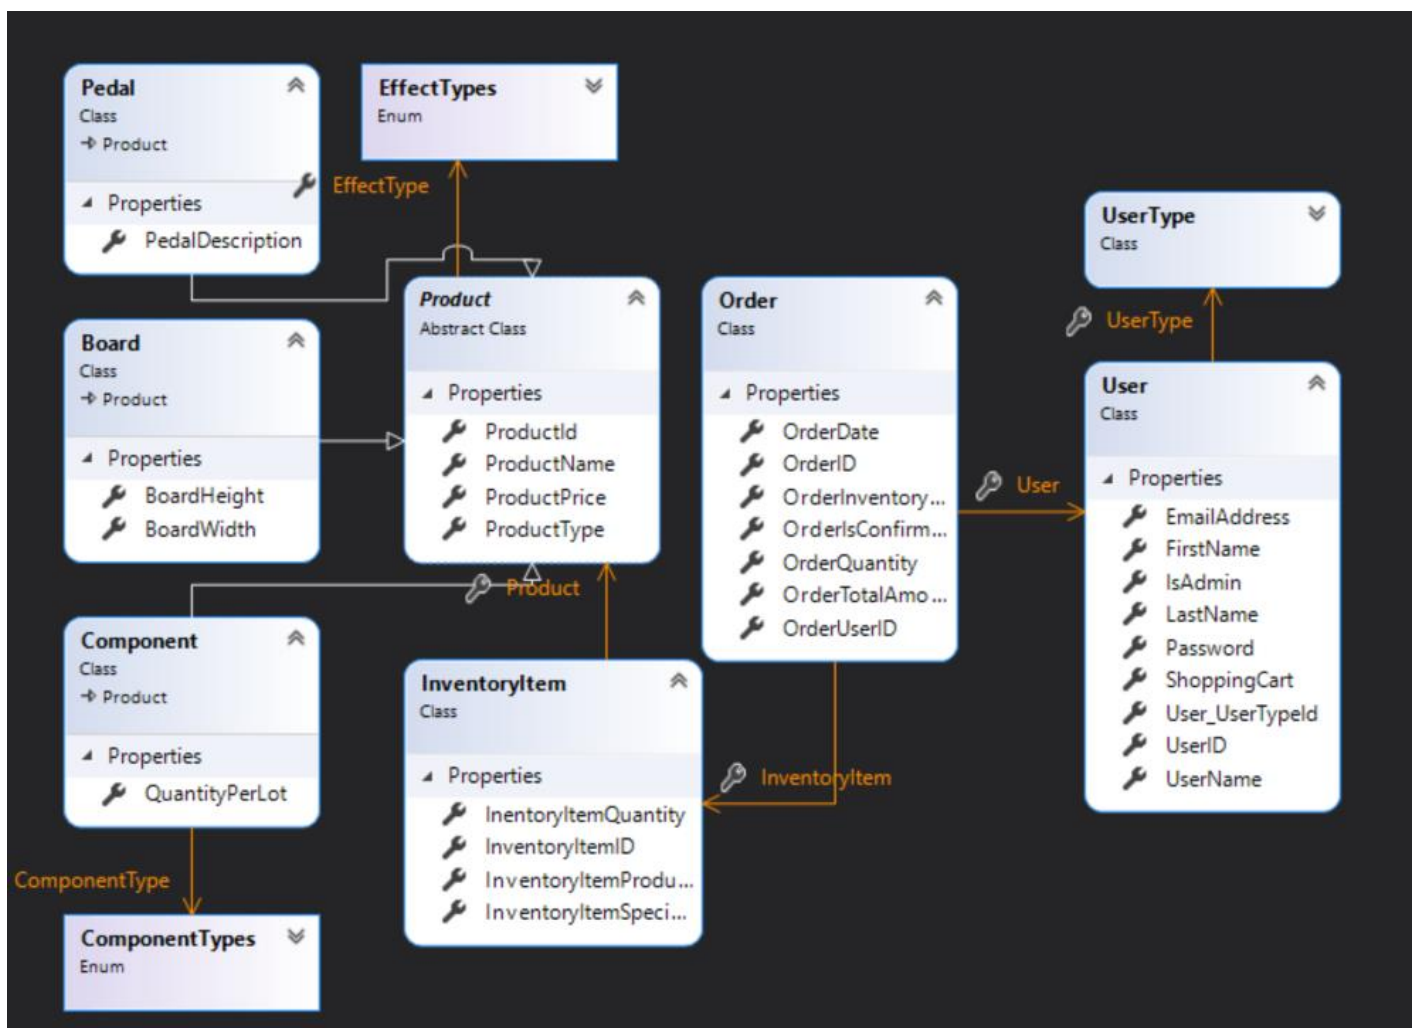 Pedal
Class
Product
Properties
PedalDescription
EffectTypes
Enum
EffectType
UserType
Class
UserType
Board
Class
Product
Properties
BoardHeight
BoardWidth
Product
Abstract Class
Properties
ProductId
ProductName
ProductPrice
ProductType
Product
Order
Class
Properties
OrderDate
OrderID
OrderInventory...
OrderIsConfirm...
OrderQuantity
OrderTotalAmo...
OrderUserID
User
User
Class
Properties
EmailAddress
FirstName
IsAdmin
LastName
Password
ShoppingCart
User_UserTypeId
UserID
UserName
Component
Class
Product
Properties
QuantityPerLot
ComponentType
ComponentTypes
Enum
InventoryItem
Class
Properties
InentoryItemQuantity
InventoryItemID
InventoryItemProdu...
InventoryItemSpeci...
InventoryItem